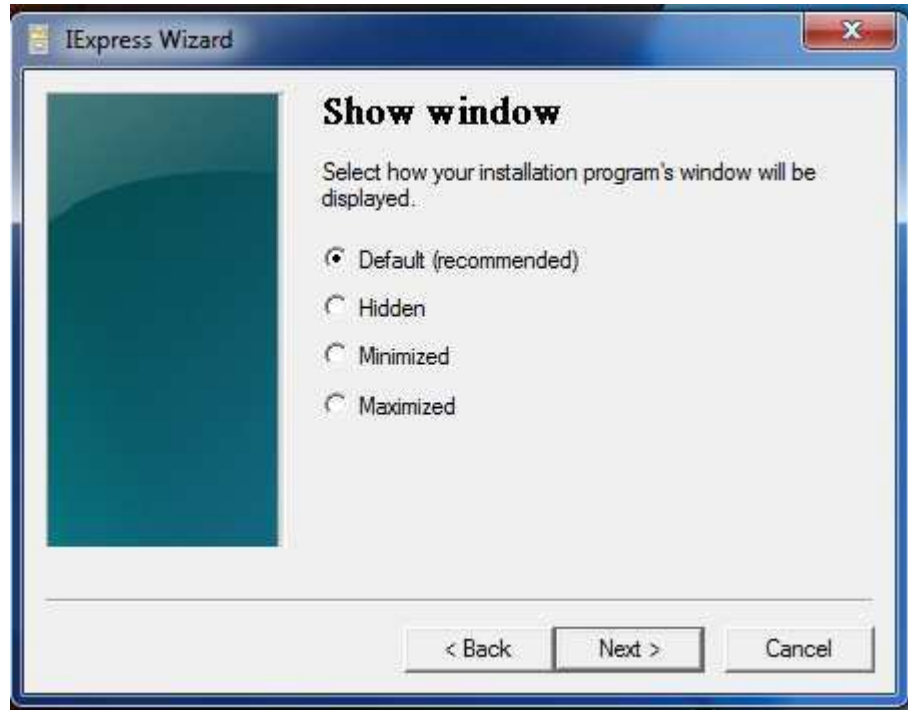 IExpress Wizard
Show window
Select how your installation program's window will be
displayed.
Default (recommended)
Hidden
Minimized
Maximized
< Back
Next >
Cancel